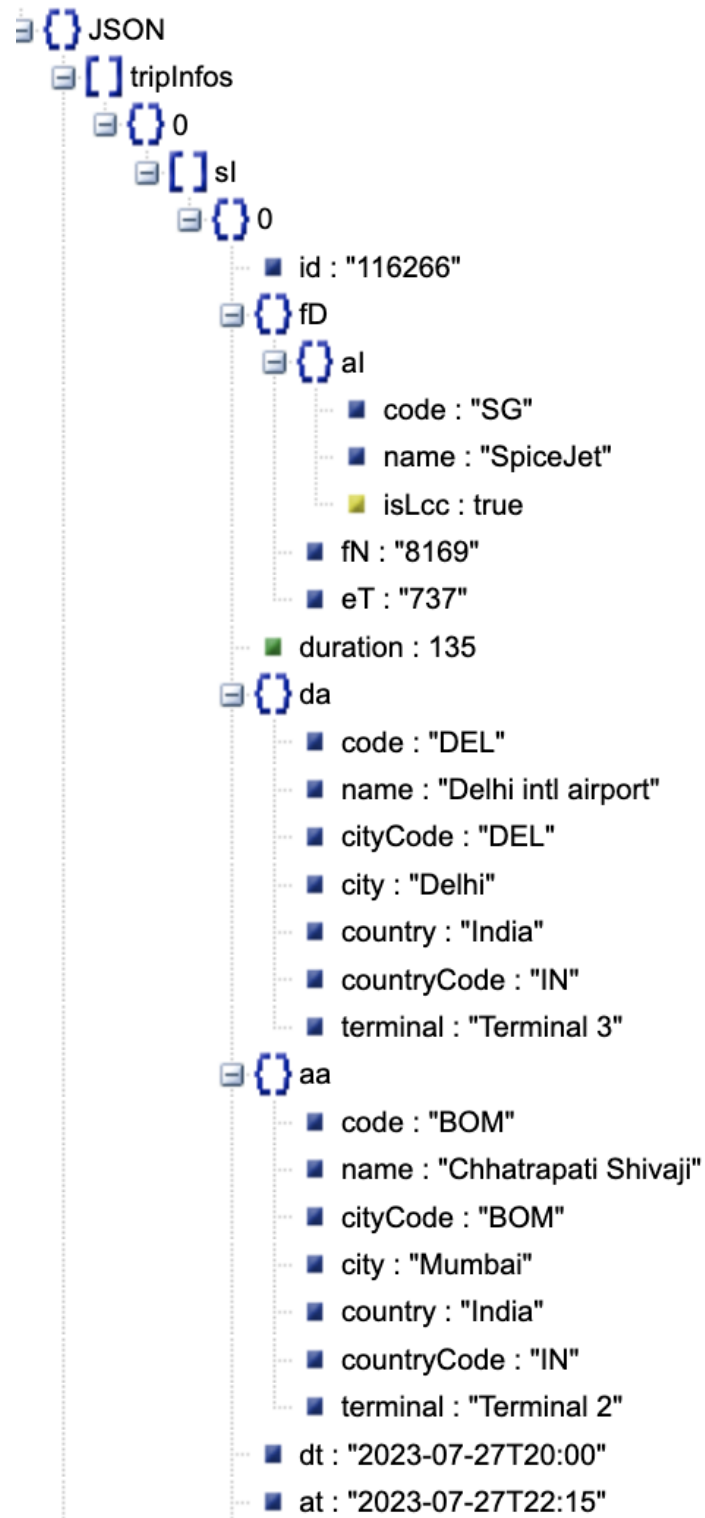 JSON
tripInfos
0
sI
0
id : "116266"
fD
aI
code : "SG"
name : "SpiceJet"
isLcc : true
fN : "8169"
eT : "737"
duration : 135
da
code : "DEL"
name : "Delhi intl airport"
cityCode : "DEL"
city : "Delhi"
country : "India"
countryCode : "IN"
terminal : "Terminal 3"
aa
code : "BOM"
name : "Chhatrapati Shivaji"
cityCode : "BOM"
city : "Mumbai"
country : "India"
countryCode : "IN"
terminal : "Terminal 2"
dt : "2023-07-27T20:00"
at : "2023-07-27T22:15"